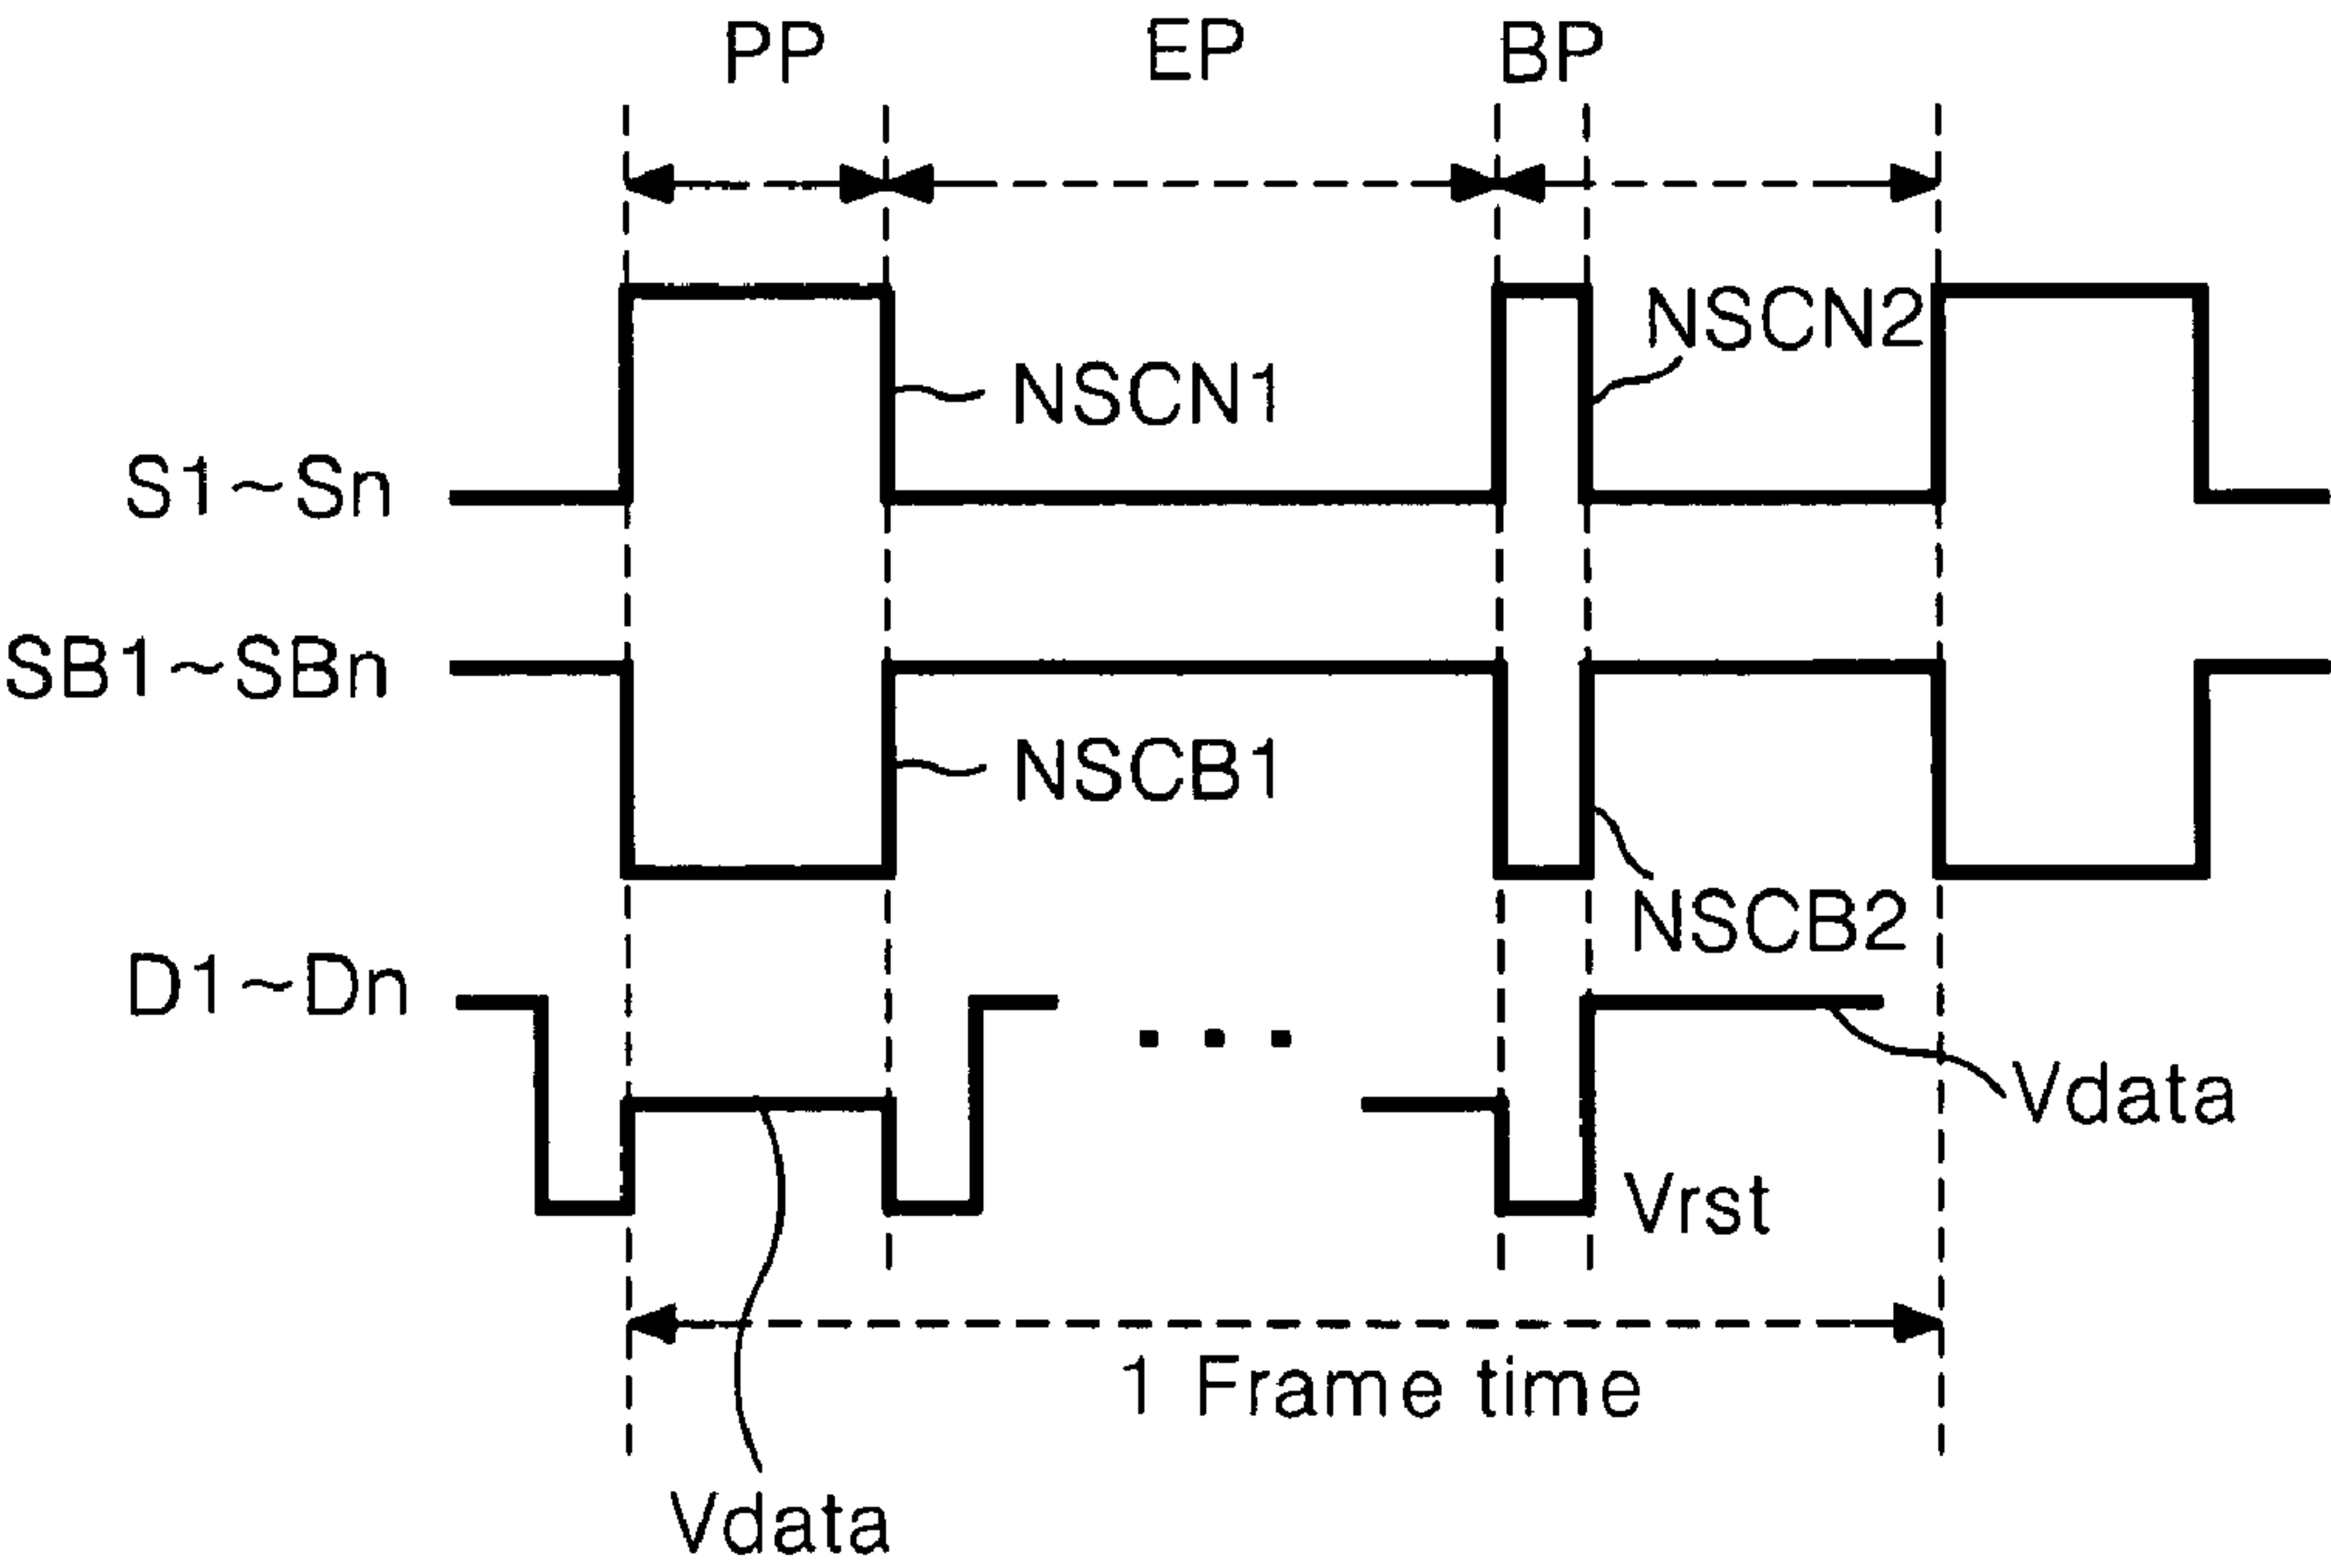 PP EP BP
NSCN2
NSCN1
S1~Sn
SB1~SBn
NSCB1
NSCB2
D1~Dn
Vdata
Vrst
1 Frame time
Vdata